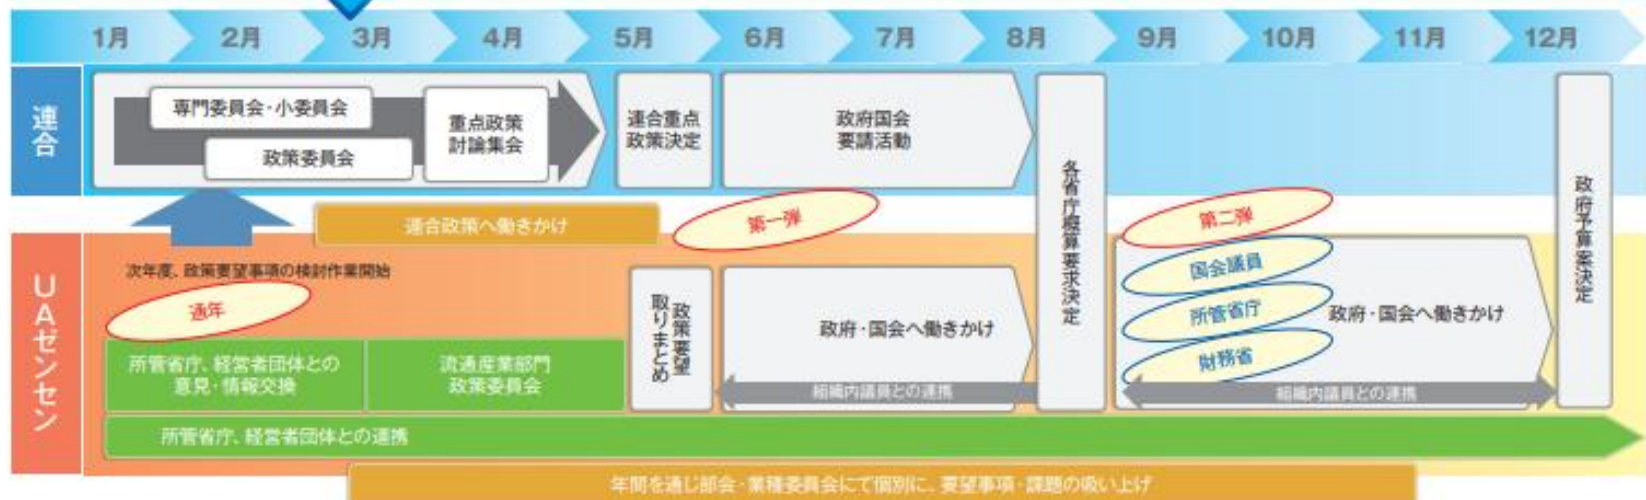 1月 2月 3月 4月 5月 6月 7月 8月 9月 10月 11月 12月
連合
専門委員会・小委員会
政策委員会
重点政策
討論集会
連合重点
政策決定
政府国会
要請活動
各省庁概算要求決定
政府予算案決定
連合政策へ働きかけ
第一弾
第二弾
UAゼンセン
次年度、政策要望事項の検討作業開始
通年
所管省庁、経営者団体との
意見・情報交換
流通産業部門
政策委員会
政策要望
取りまとめ
政府・国会へ働きかけ
組織内議員との連携
国会議員
所管省庁
財務省
政府・国会へ働きかけ
組織内議員との連携
所管省庁、経営者団体との連携
年間を通じ部会・業種委員会にて個別に、要望事項・課題の吸い上げ